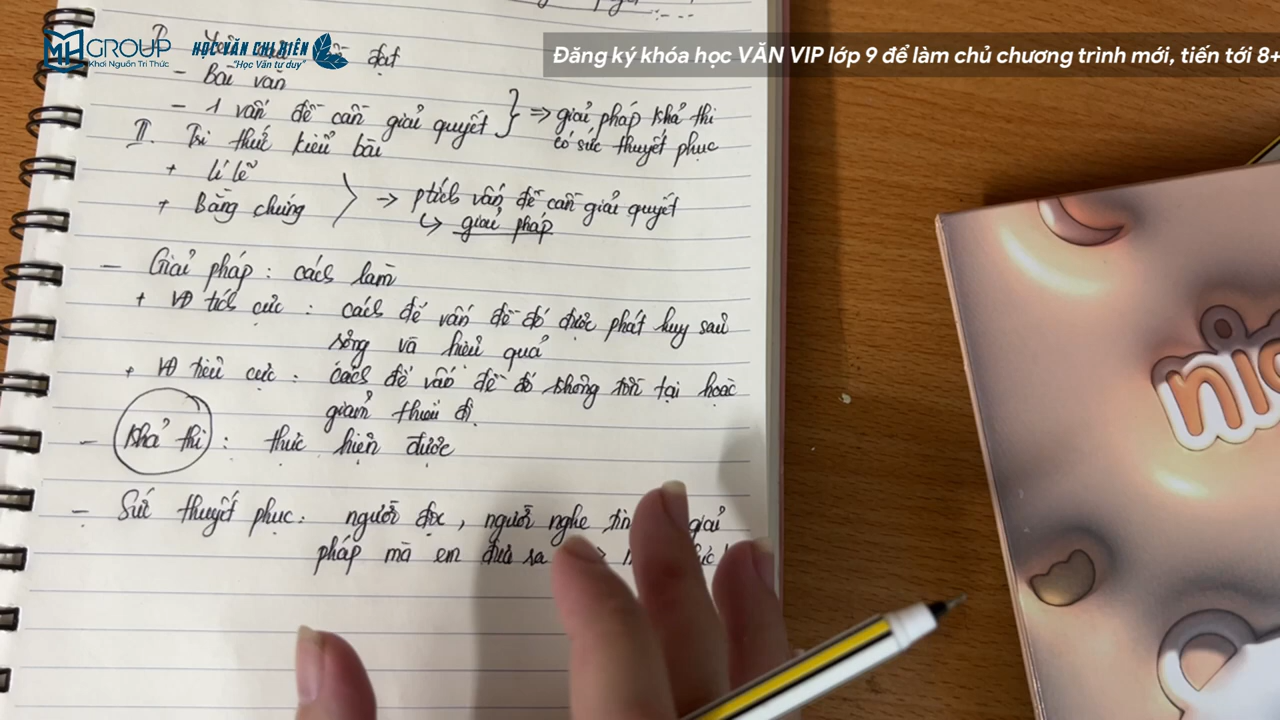 MH GROUP
Khơi Nguồn Tri Thức
HỌC VĂN CHỊ HIÊN
"Học Văn tư duy"
Đăng ký khóa học VĂN VIP lớp 9 để làm chủ chương trình mới, tiến tới 8+
I. Yêu cầu cần đạt
- Bài văn
- 1 vấn đề cần giải quyết } => giải pháp khả thi
có sức thuyết phục
II. Tri thức kiểu bài
+ Lí lẽ
+ Bằng chứng > -> ptích vấn đề cần giải quyết
↳ giải pháp
- Giải pháp : cách làm
+ VĐ tích cực : cách để vấn đề đó được phát huy sâu
rộng và hiệu quả
+ VĐ tiêu cực : cách để vấn đề đó không tồn tại hoặc
giảm thiểu đi.
- Khả thi : thực hiện được
- Sức thuyết phục : người đọc, người nghe tin giải
pháp mà em đưa ra